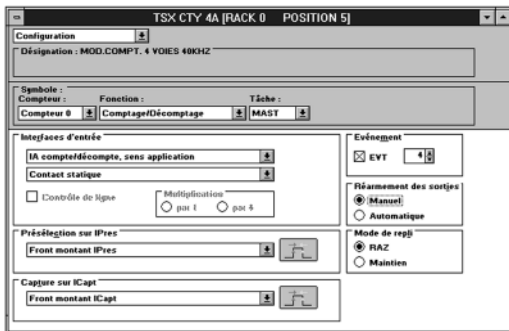 TSX CTY 4A [RACK 0 POSITION 5]
Configuration
Désignation : MOD.COMPT. 4 VOIES 40KHZ
Symbole :
Compteur : Fonction : Tâche :
Compteur 0 Comptage/Décomptage MAST
Interfaces d'entrée
IA compte/décompte, sens application
Contact statique
Contrôle de ligne
Multiplication
par 1 par 4
Présélection sur IPres
Front montant IPres
Capture sur ICapt
Front montant ICapt
Evénement
EVT 4
Réarmement des sorties
Manuel
Automatique
Mode de repli
RAZ
Maintien